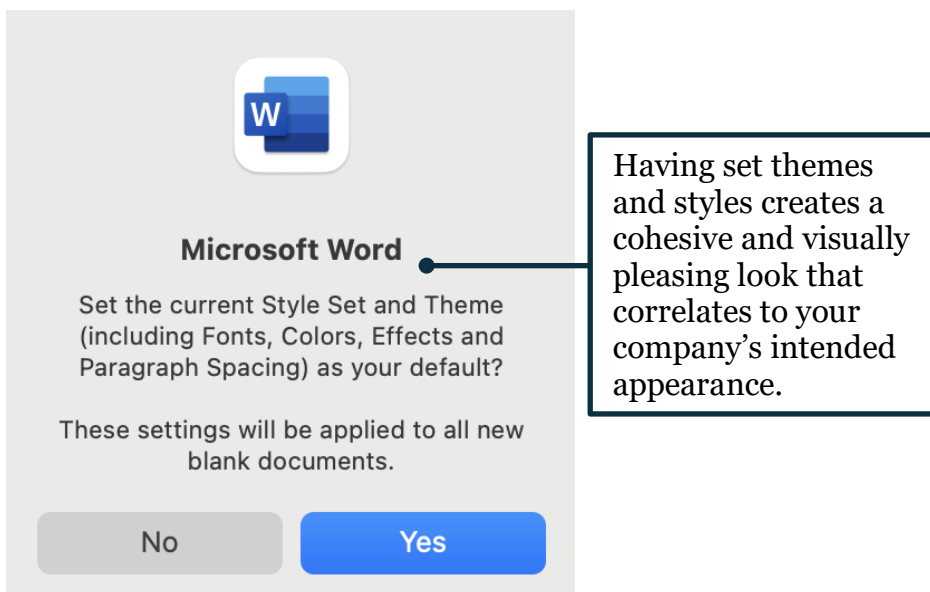 W
Microsoft Word
Set the current Style Set and Theme
(including Fonts, Colors, Effects and
Paragraph Spacing) as your default?
These settings will be applied to all new
blank documents.
No
Yes
Having set themes
and styles creates a
cohesive and visually
pleasing look that
correlates to your
company’s intended
appearance.